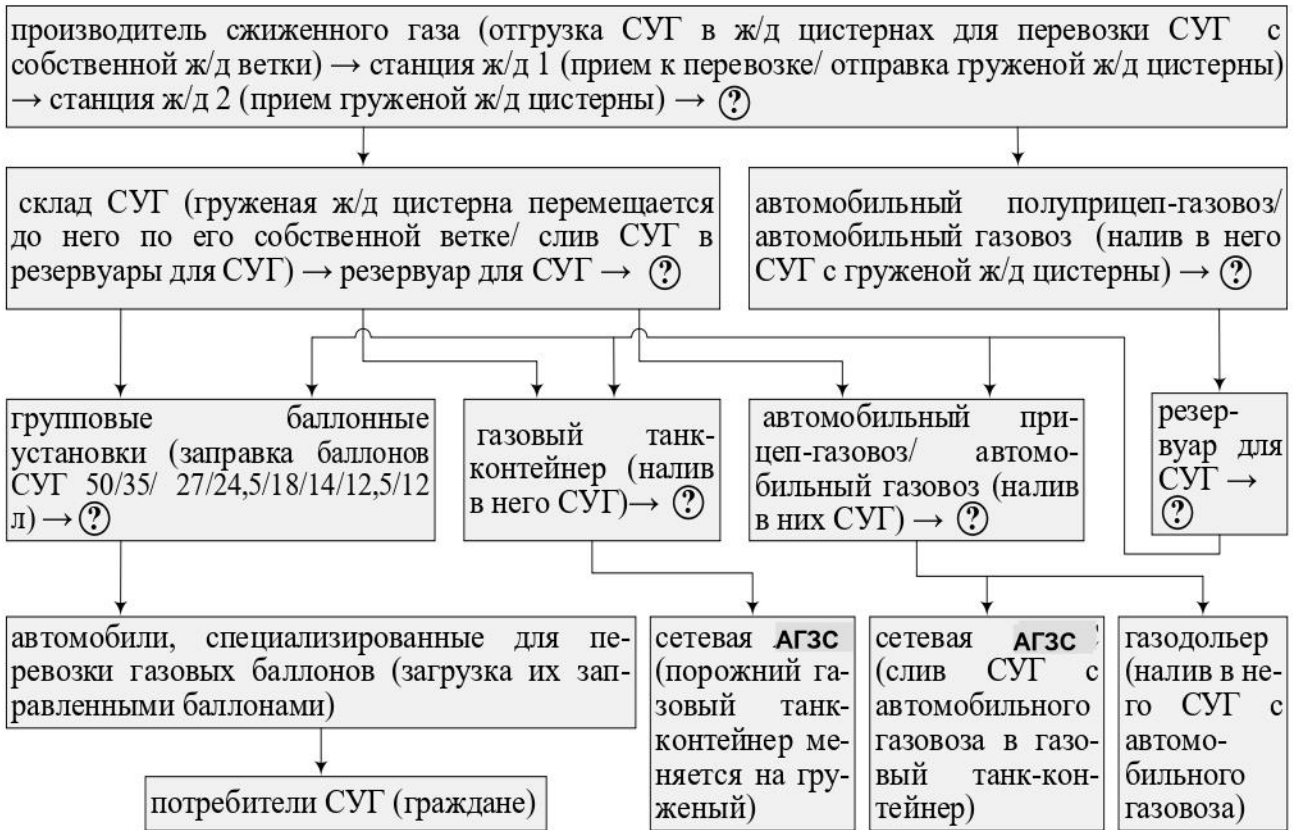 производитель сжиженного газа (отгрузка СУГ в ж/д цистернах для перевозки СУГ с
собственной ж/д ветки) → станция ж/д 1 (прием к перевозке/ отправка груженой ж/д цистерны)
→ станция ж/д 2 (прием груженой ж/д цистерны) → ?
склад СУГ (груженая ж/д цистерна перемещается
до него по его собственной ветке/ слив СУГ в
резервуары для СУГ) → резервуар для СУГ → ?
автомобильный полуприцеп-газовоз/
автомобильный газовоз (налив в него
СУГ с груженой ж/д цистерны) → ?
групповые баллонные
установки (заправка баллонов
СУГ 50/35/ 27/24,5/18/14/12,5/12
л) → ?
газовый танк-
контейнер (налив
в него СУГ)→ ?
автомобильный при-
цеп-газовоз/ автомо-
бильный газовоз (налив
в них СУГ) → ?
резер-
вуар для
СУГ →
?
автомобили, специализированные для пе-
ревозки газовых баллонов (загрузка их зап-
равленными баллонами)
сетевая АГЗС
(порожний га-
зовый танк-
контейнер ме-
няется на гру-
женый)
сетевая АГЗС
(слив СУГ с
автомобильного
газовоза в газо-
вый танк-кон-
тейнер)
газодольер
(налив в не-
го СУГ с
автомо-
бильного
газовоза)
потребители СУГ (граждане)